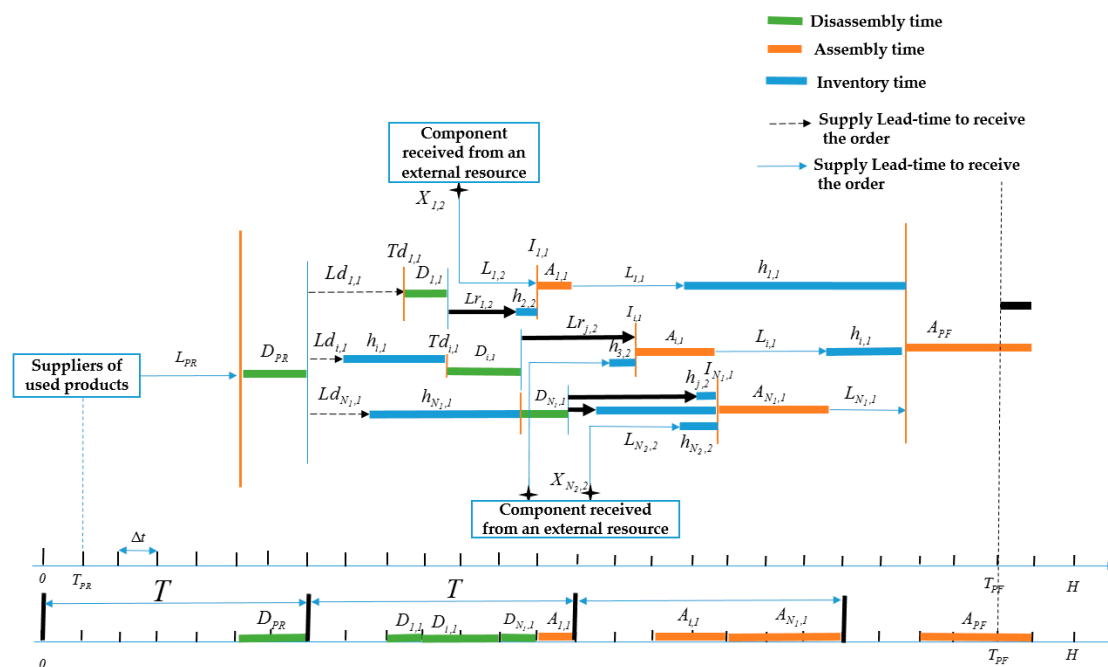 Disassembly time
Assembly time
Inventory time
Supply Lead-time to receive
the order
Supply Lead-time to receive
the order
Component
received from an
external resource
X1,2
I1,1
Td1,1
Ld1,1
D1,1
L1,2
A1,1
L1,1
h1,1
Lr1,2
h2,2
Ii,1
Lrj,2
Ldi,1
hi,1
Tdi,1
Di,1
h3,2
Ai,1
Li,1
hi,1
APF
Suppliers of
used products
LPR
DPR
IN1,1
hj,2
LdN1,1
hN1,1
DN1,1
AN1,1
LN1,1
LN2,2
hN2,2
XN2,2
Component received
from an external resource
Δt
0
TPR
TPF
H
T
T
DPR
D1,1
Di,1
DN1,1
A1,1
Ai,1
AN1,1
APF
0
TPF
H